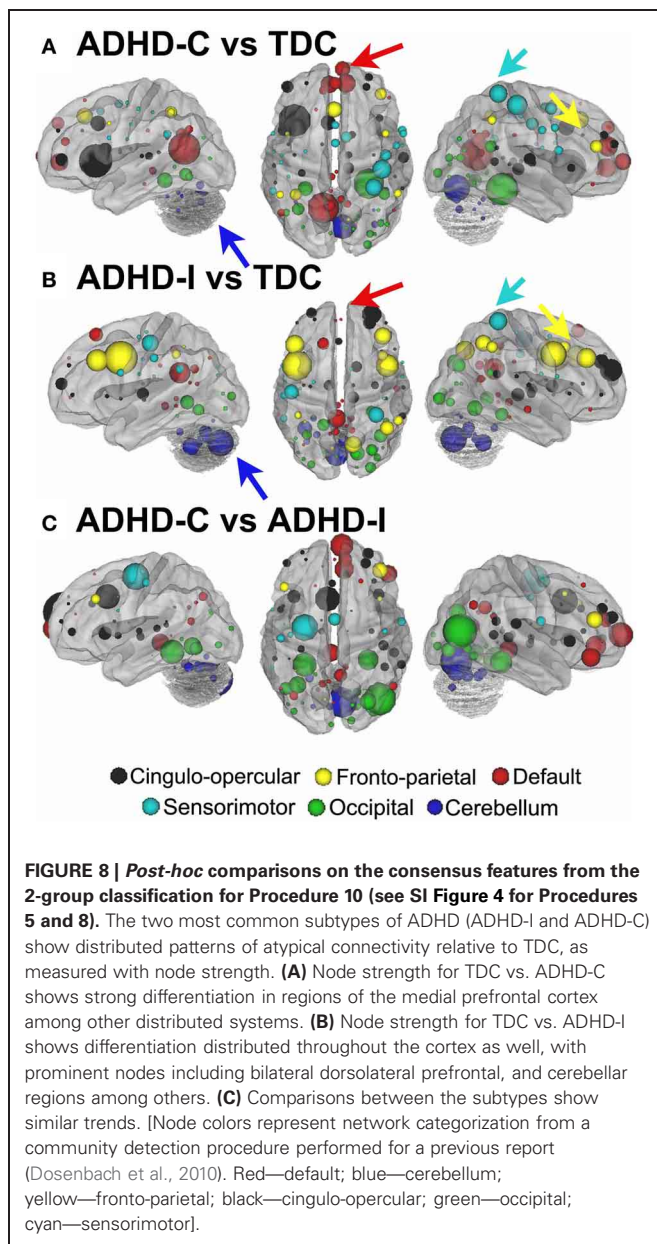 A ADHD-C vs TDC
B ADHD-I vs TDC
C ADHD-C vs ADHD-I
Cingulo-opercular Fronto-parietal Default
Sensorimotor Occipital Cerebellum
FIGURE 8 | Post-hoc comparisons on the consensus features from the
2-group classification for Procedure 10 (see SI Figure 4 for Procedures
5 and 8). The two most common subtypes of ADHD (ADHD-I and ADHD-C)
show distributed patterns of atypical connectivity relative to TDC, as
measured with node strength. (A) Node strength for TDC vs. ADHD-C
shows strong differentiation in regions of the medial prefrontal cortex
among other distributed systems. (B) Node strength for TDC vs. ADHD-I
shows differentiation distributed throughout the cortex as well, with
prominent nodes including bilateral dorsolateral prefrontal, and cerebellar
regions among others. (C) Comparisons between the subtypes show
similar trends. [Node colors represent network categorization from a
community detection procedure performed for a previous report
(Dosenbach et al., 2010). Red—default; blue—cerebellum;
yellow—fronto-parietal; black—cingulo-opercular; green—occipital;
cyan—sensorimotor].